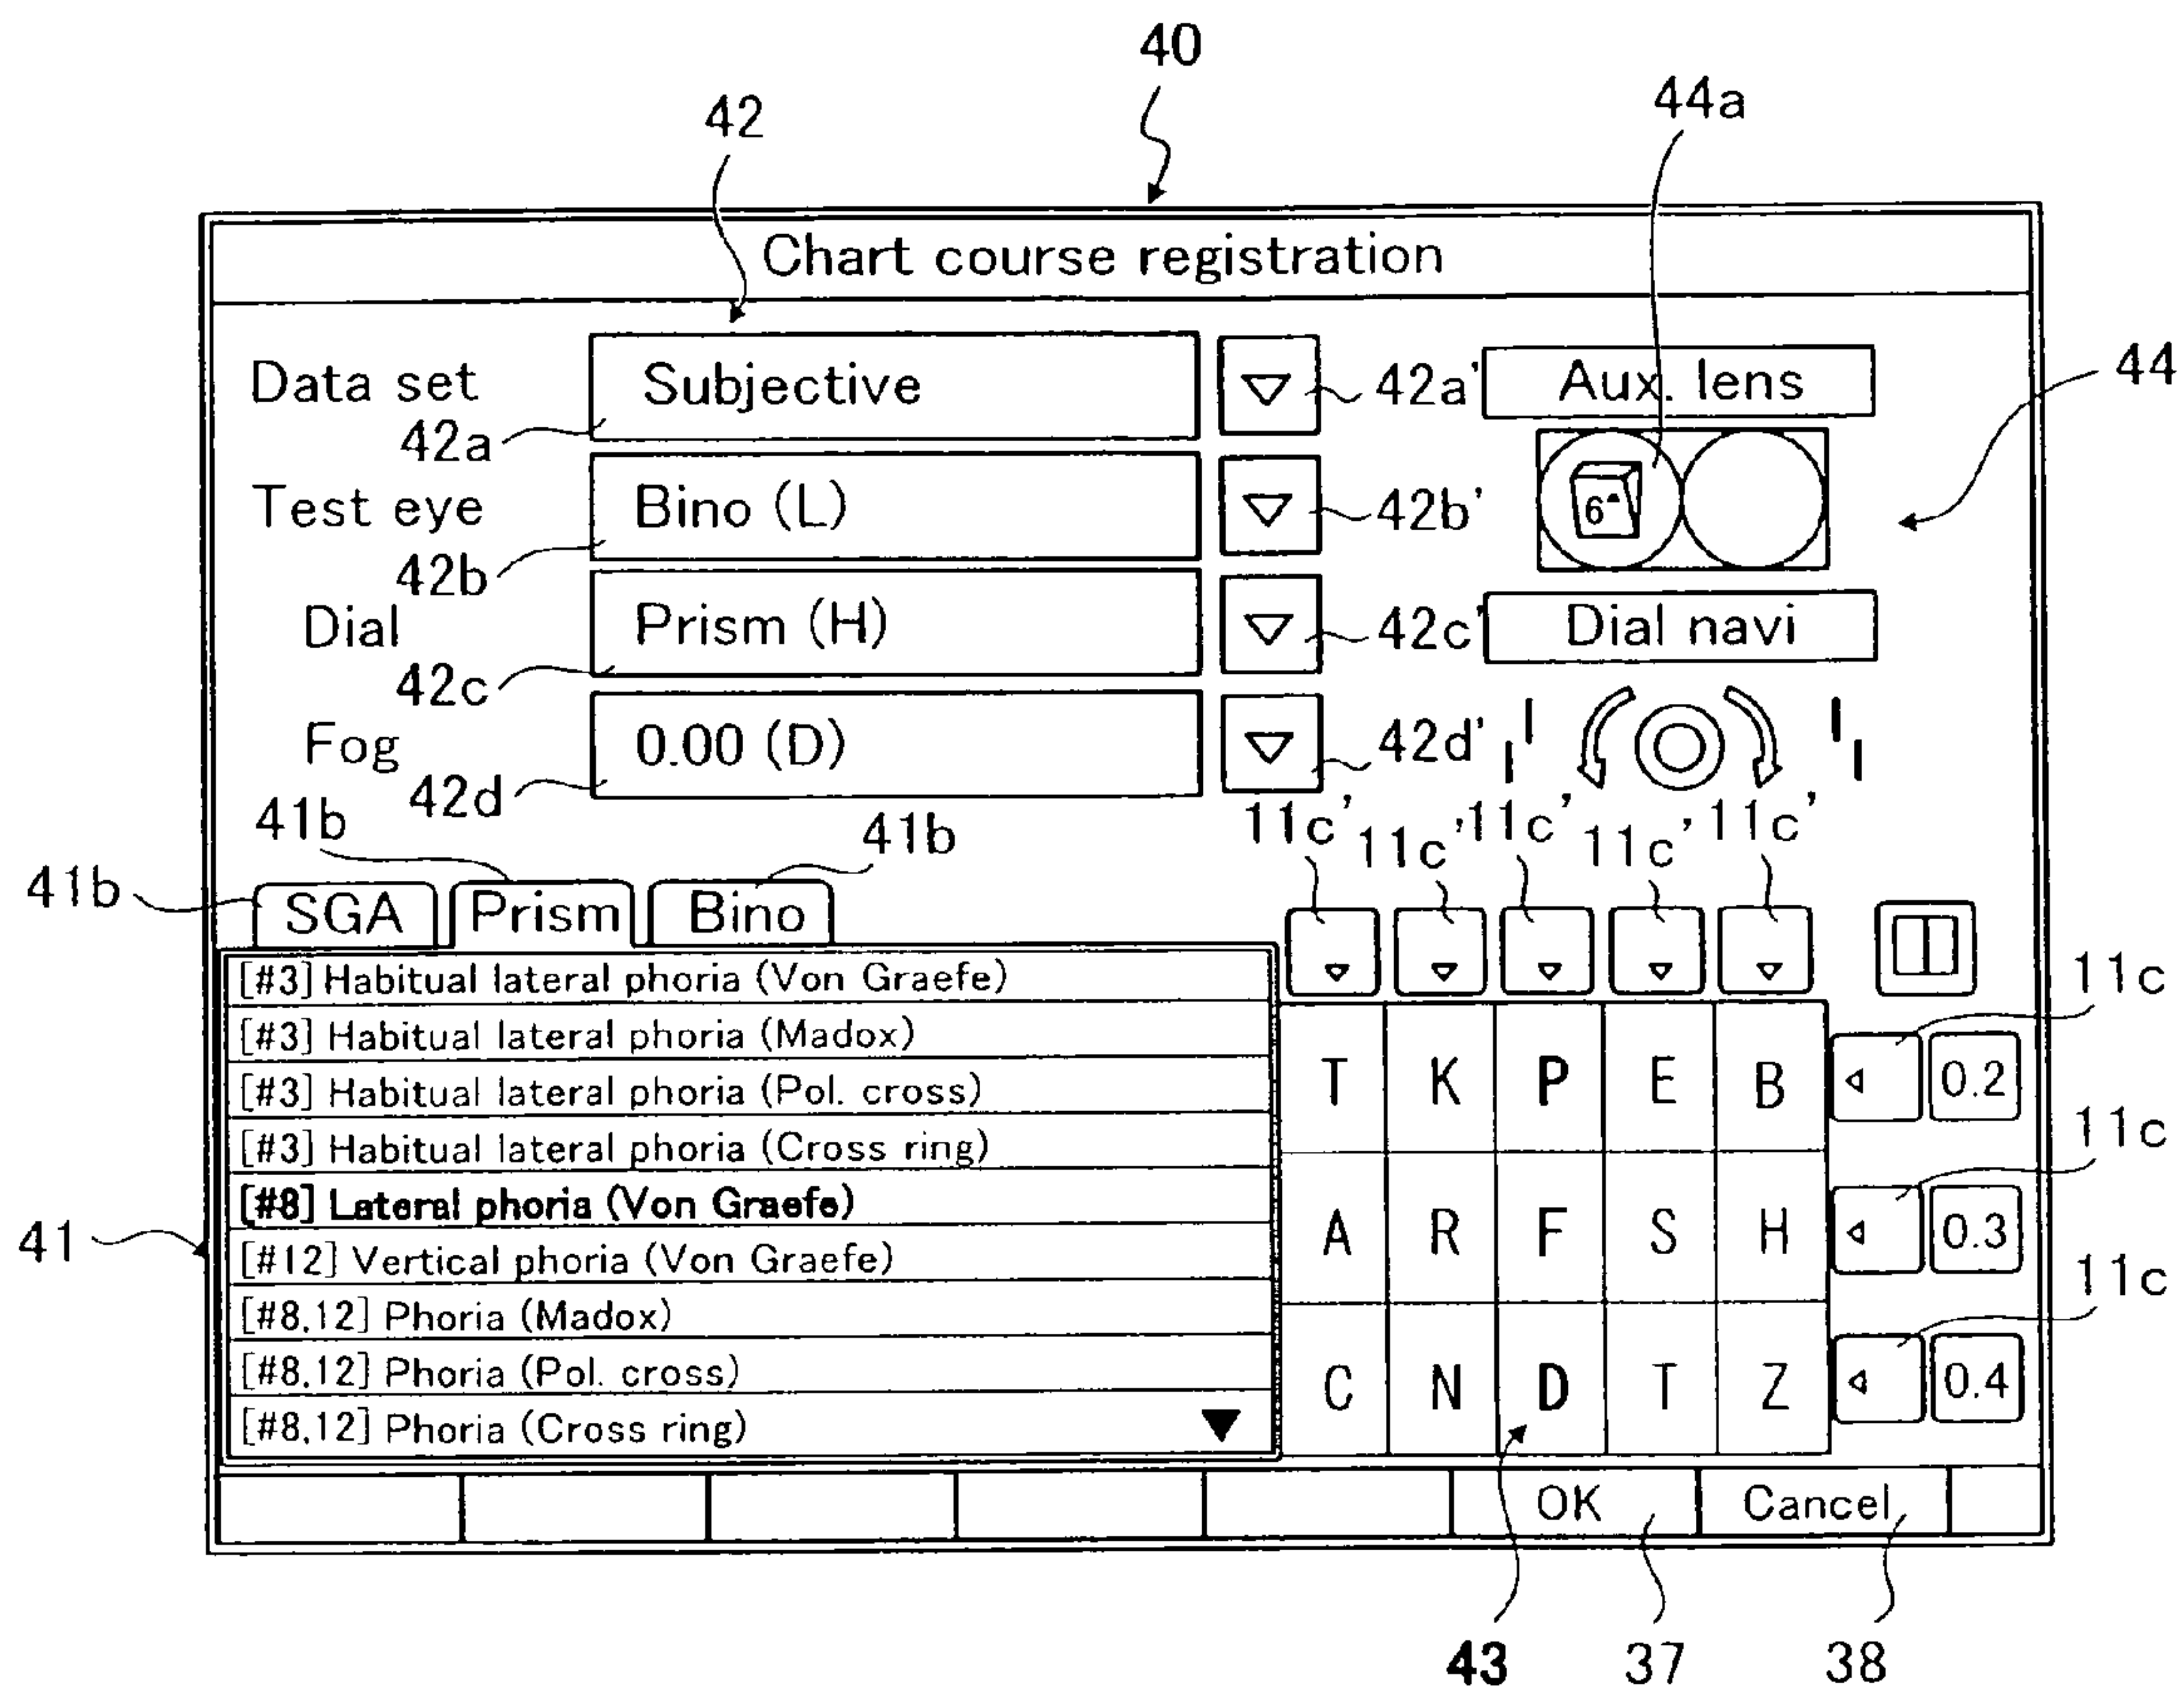 40
42
44a
Chart course registration
Data set
Subjective
42a'
Aux. lens
44
42a
Test eye
Bino (L)
42b'
6△
42b
Dial
Prism (H)
42c'
Dial navi
42c
Fog
0.00 (D)
42d'
42d
41b
41b
41b
11c' 11c' 11c' 11c' 11c'
SGA
Prism
Bino
11c
[#3] Habitual lateral phoria (Von Graefe)
[#3] Habitual lateral phoria (Madox)
[#3] Habitual lateral phoria (Pol. cross)
[#3] Habitual lateral phoria (Cross ring)
[#8] Lateral phoria (Von Graefe)
[#12] Vertical phoria (Von Graefe)
[#8,12] Phoria (Madox)
[#8,12] Phoria (Pol. cross)
[#8,12] Phoria (Cross ring)
41
T K P E B
0.2
11c
A R F S H
0.3
11c
C N D T Z
0.4
OK
Cancel
43
37
38